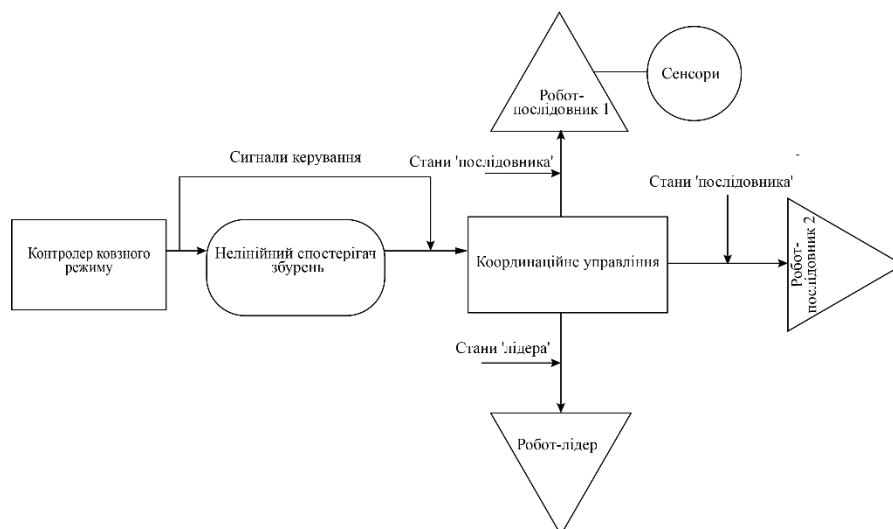 Робот-
послідовник 1
Сенсори
Сигнали керування
Стани 'послідовника'
Стани 'послідовника'
Контролер ковзного
режиму
Нелінійний спостерігач
збурень
Координаційне управління
Робот-
послідовник 2
Стани 'лідера'
Робот-лідер